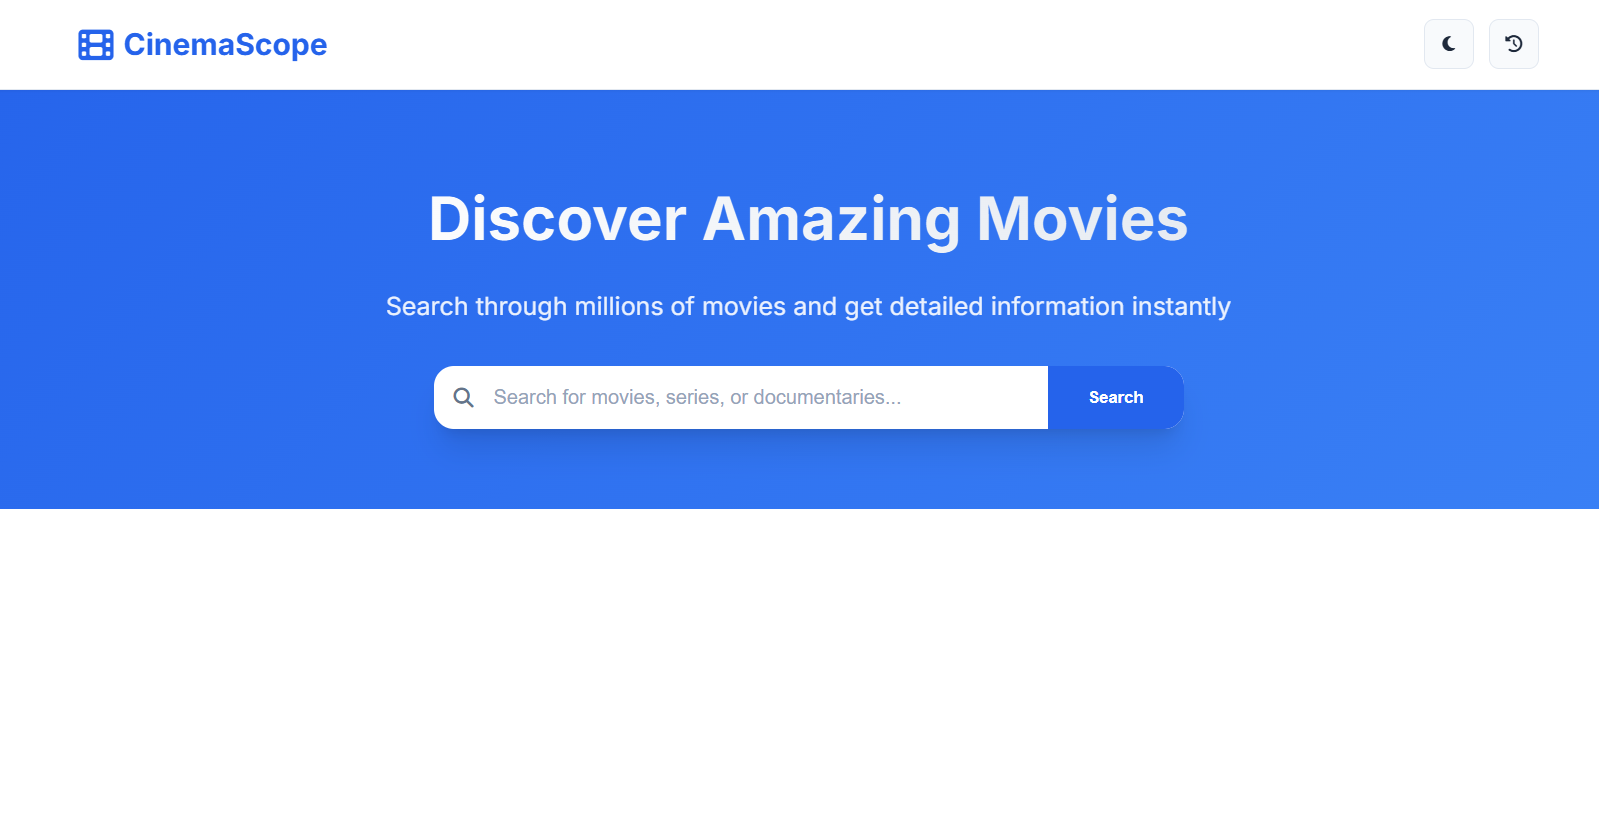 CinemaScope
Discover Amazing Movies
Search through millions of movies and get detailed information instantly
Search for movies, series, or documentaries...
Search